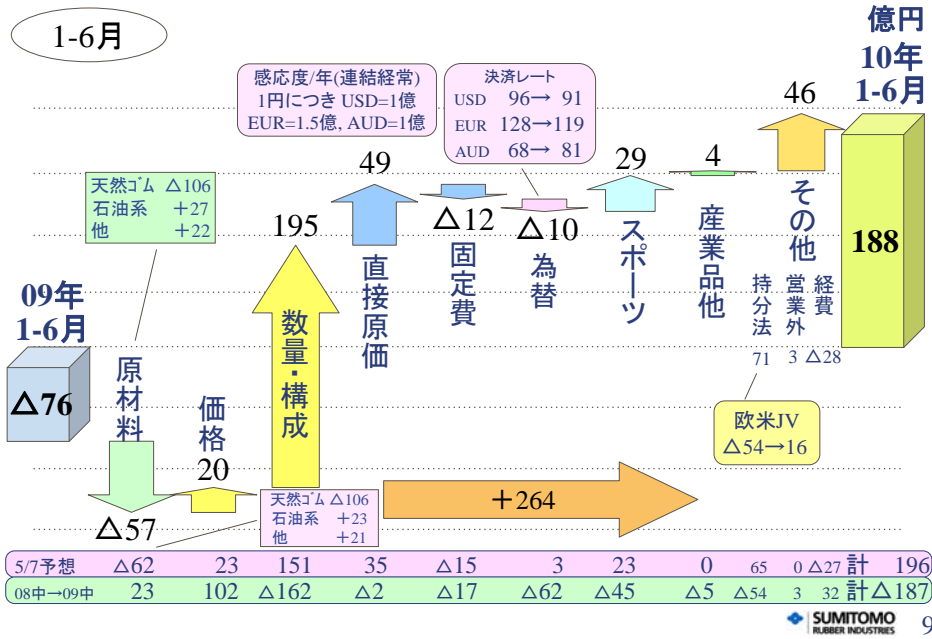 1-6月
億円
10年
1-6月
感応度/年(連結経常)
1円につき USD=1億
EUR=1.5億, AUD=1億
決済レート
USD 96→ 91
EUR 128→119
AUD 68→ 81
天然ゴム △106
石油系 +27
他 +22
09年
1-6月
△76
原材料
△57
価格
20
195
数量・構成
49
直接原価
△12
固定費
△10
為替
29
スポーツ
4
産業品他
46
その他
持分法
営業外
経費
71 3 △28
188
欧米JV
△54→16
天然ゴム △106
石油系 +23
他 +21
+264
5/7予想 △62 23 151 35 △15 3 23 0 65 0 △27 計 196
08中→09中 23 102 △162 △2 △17 △62 △45 △5 △54 3 32 計△187
SUMITOMO
RUBBER INDUSTRIES
9